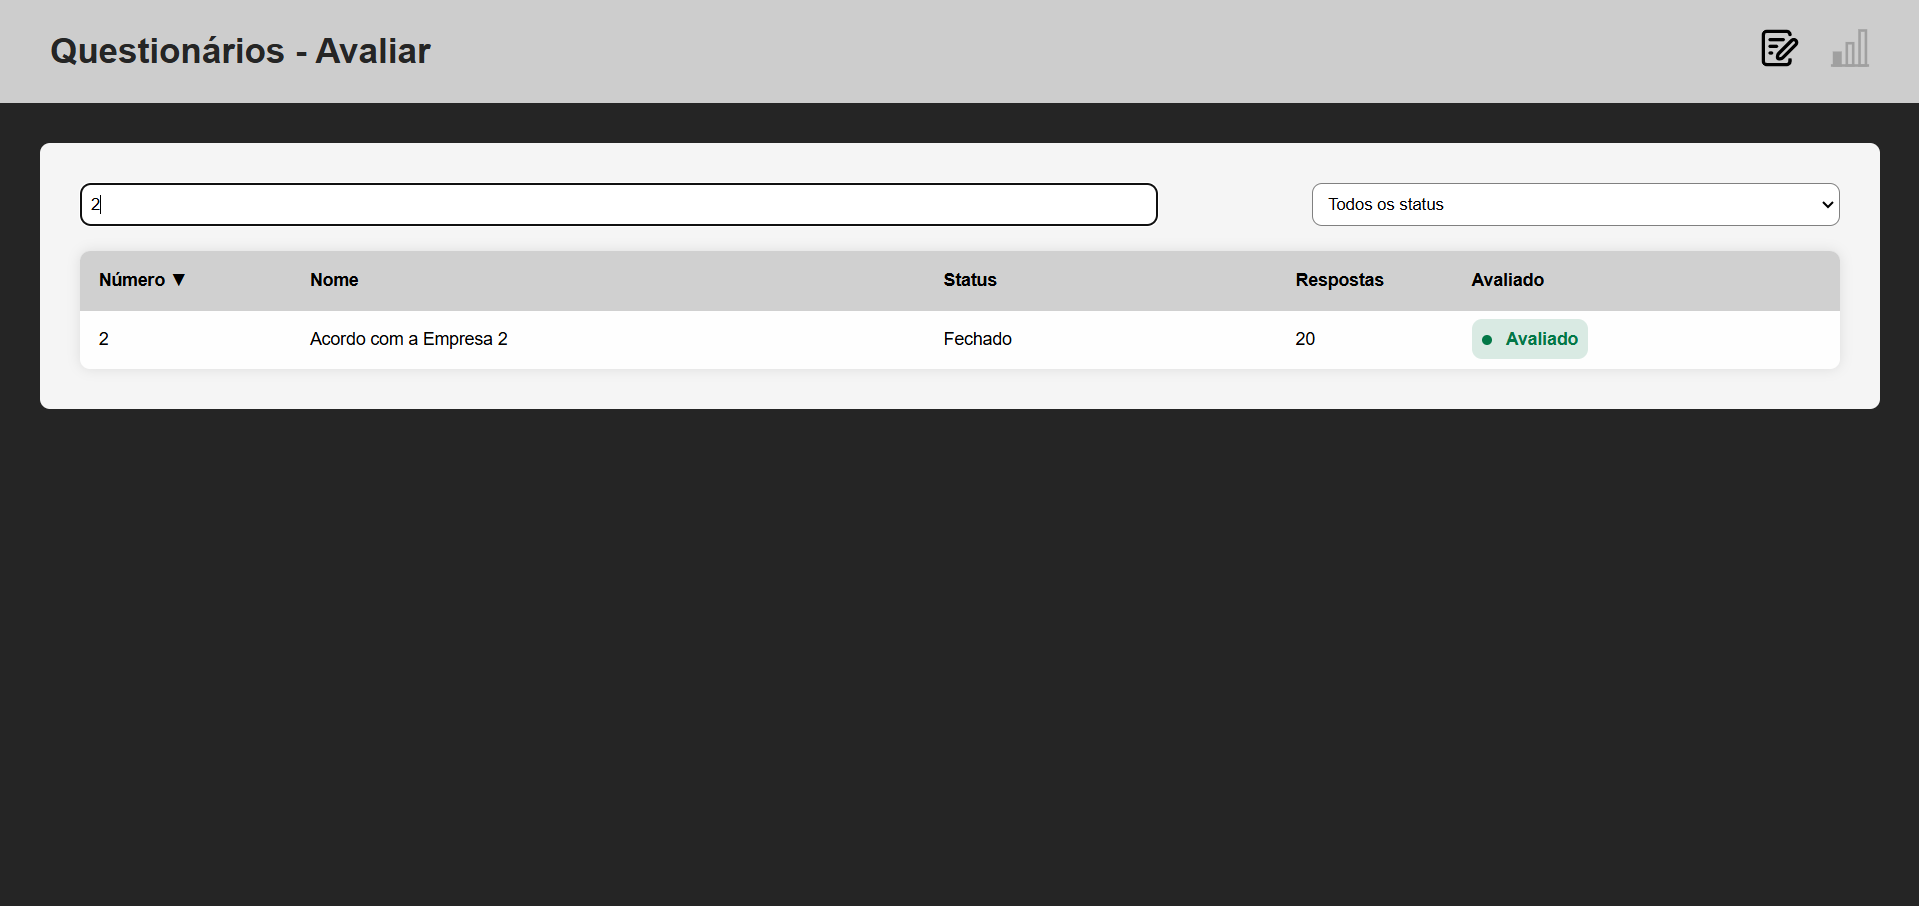 Questionários - Avaliar
2
Todos os status
Número ▼ Nome Status Respostas Avaliado
2 Acordo com a Empresa 2 Fechado 20 Avaliado